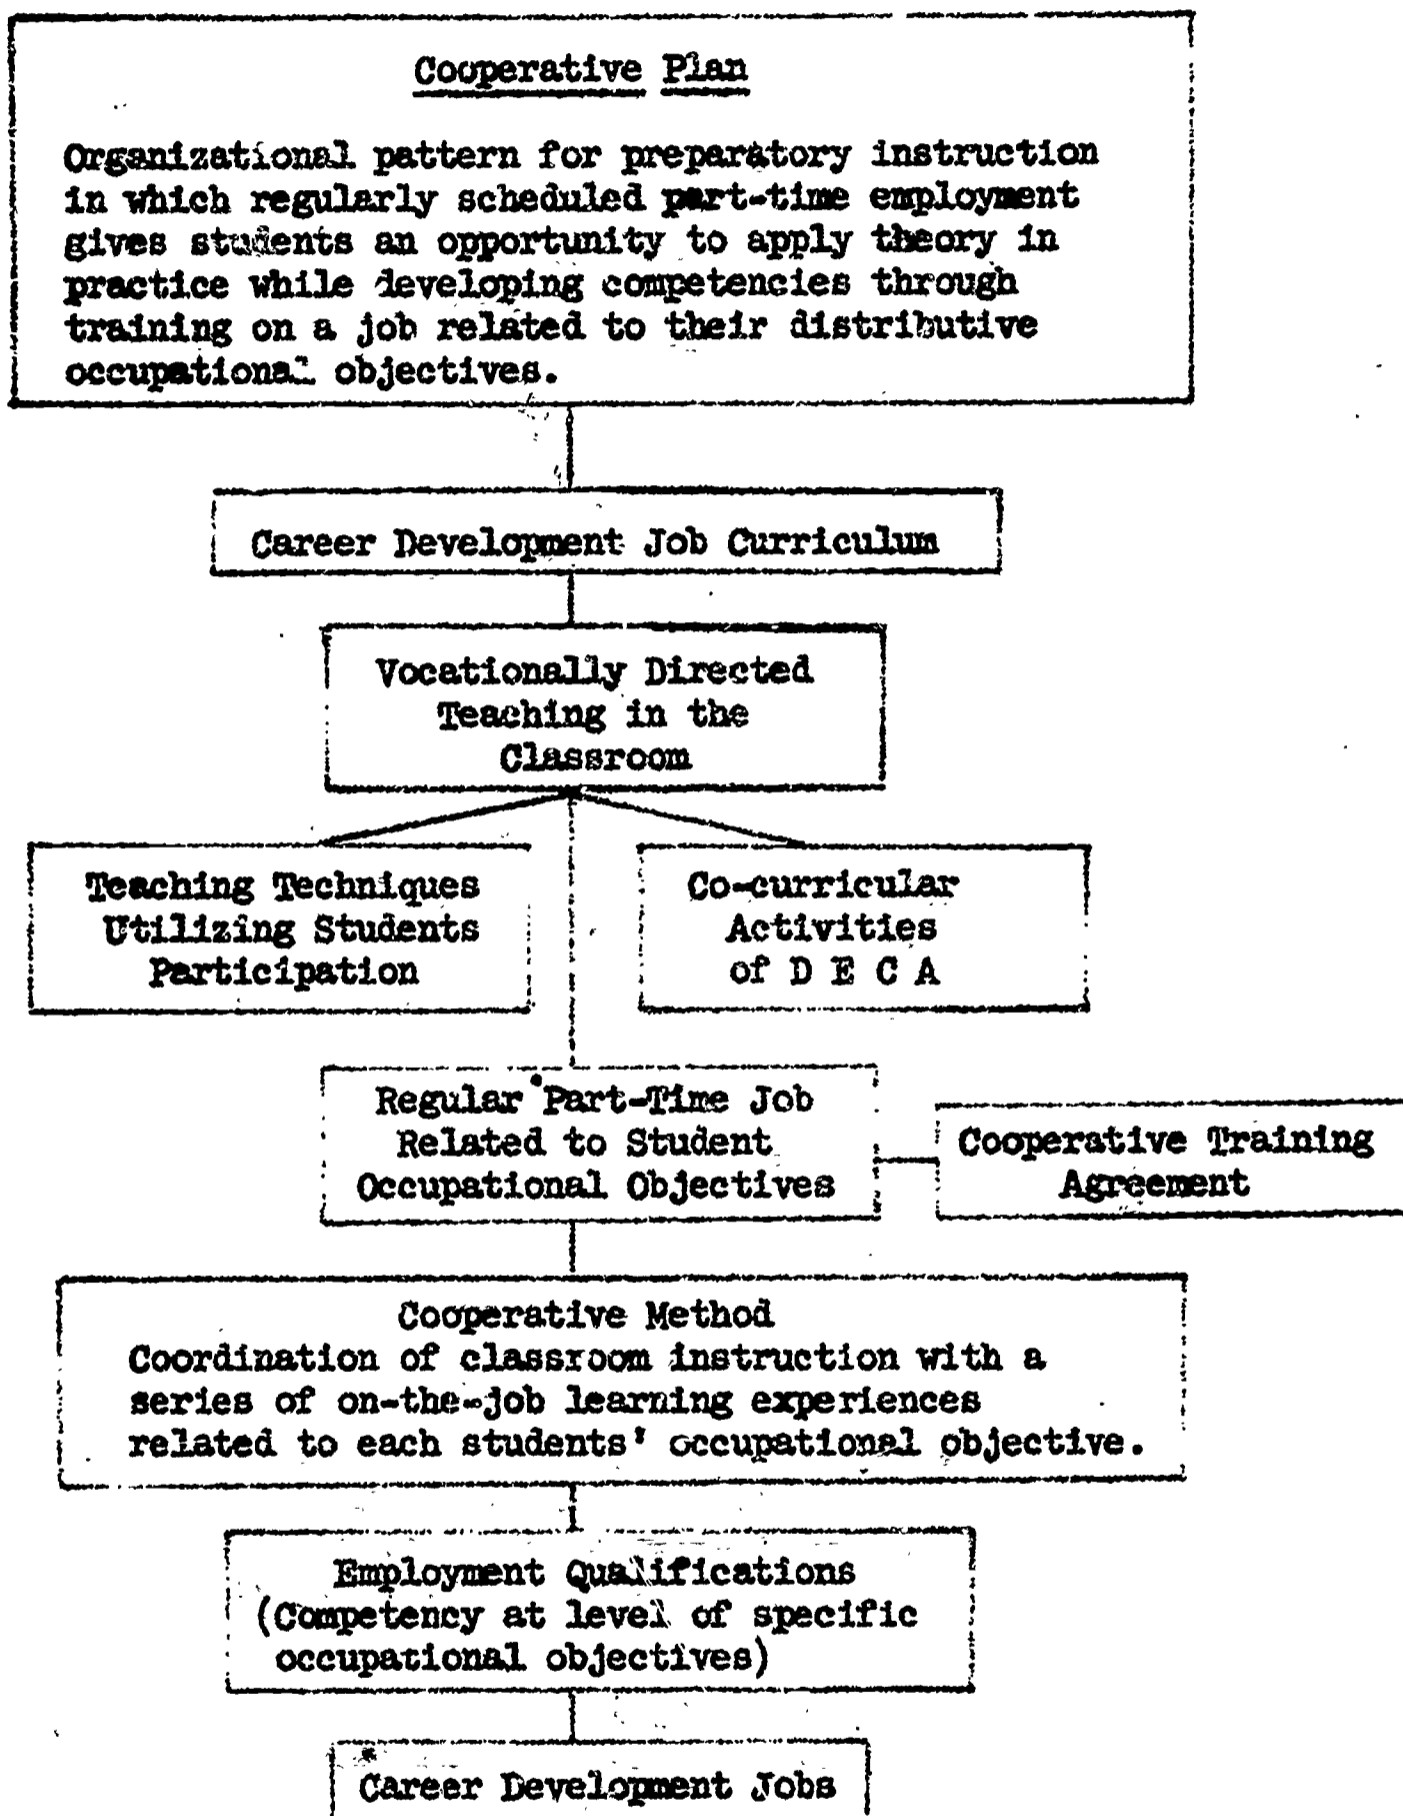 Cooperative Plan
Organizational pattern for preparatory instruction
in which regularly scheduled part-time employment
gives students an opportunity to apply theory in
practice while developing competencies through
training on a job related to their distributive
occupational objectives.
Career Development Job Curriculum
Vocationally Directed
Teaching in the
Classroom
Teaching Techniques
Utilizing Students
Participation
Co-curricular
Activities
of D E C A
Regular Part-Time Job
Related to Student
Occupational Objectives
Cooperative Training
Agreement
Cooperative Method
Coordination of classroom instruction with a
series of on-the-job learning experiences
related to each students' occupational objective.
Employment Qualifications
(Competency at level of specific
occupational objectives)
Career Development Jobs